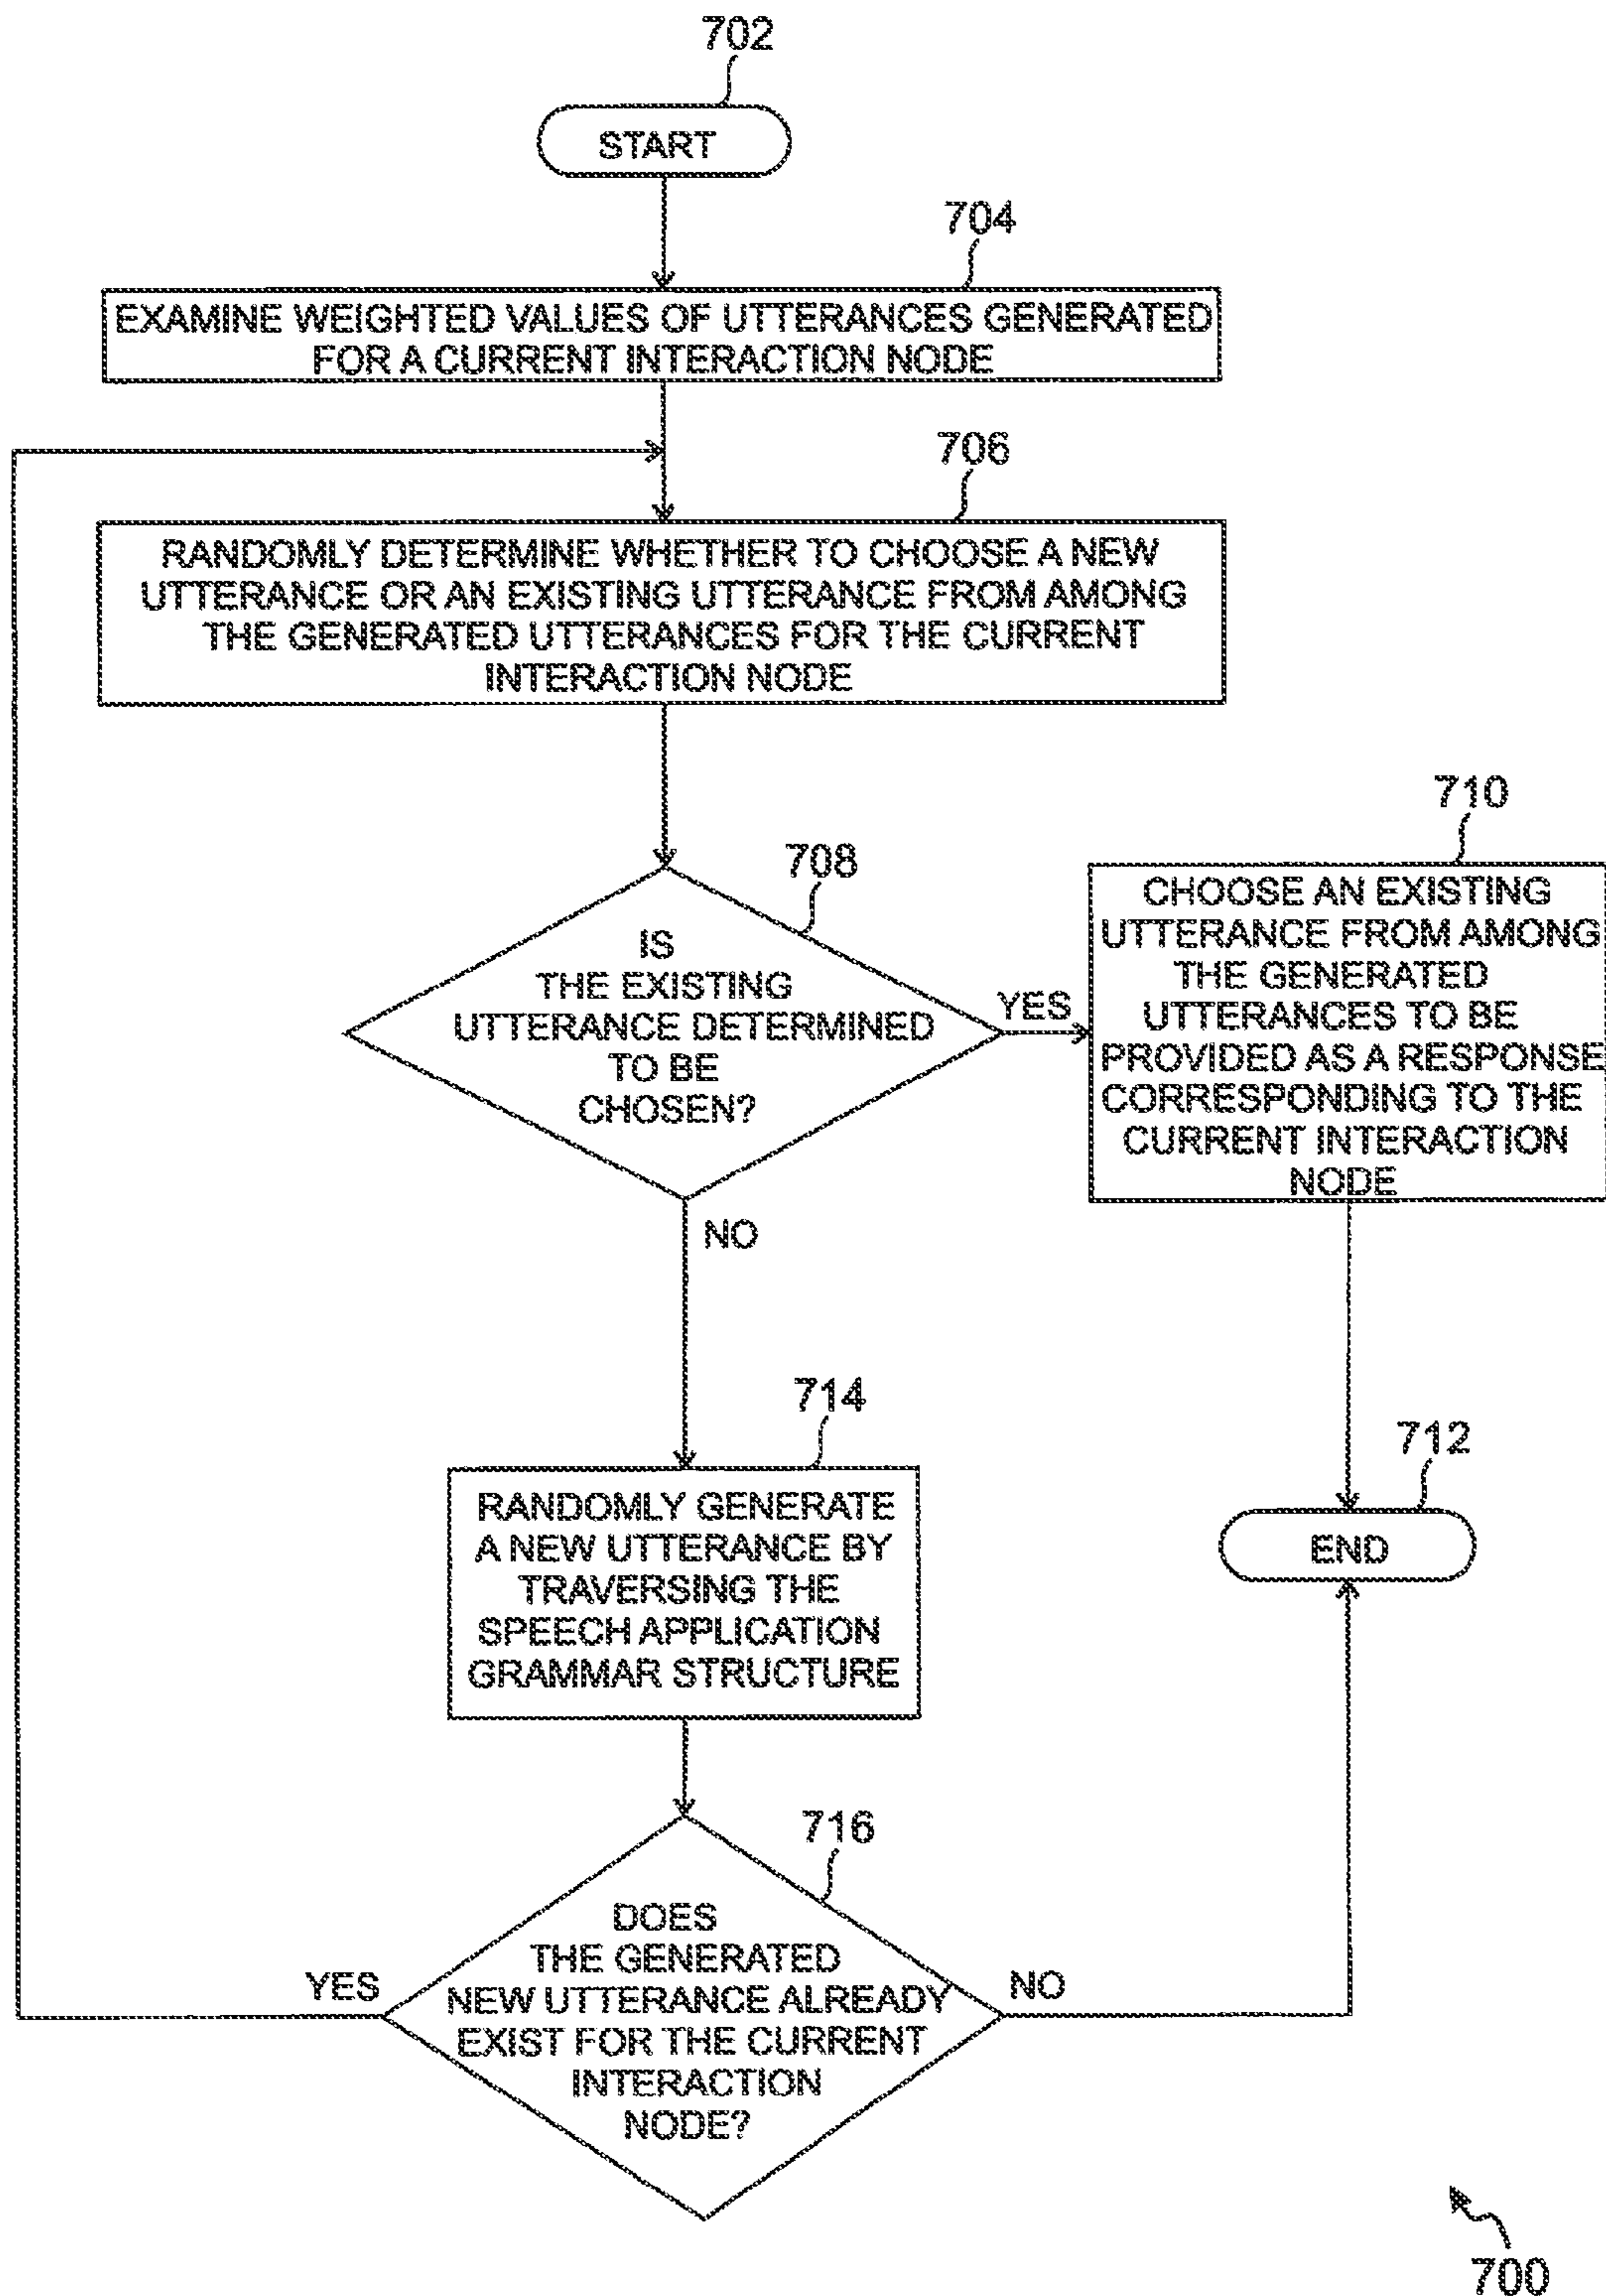 702
START
704
EXAMINE WEIGHTED VALUES OF UTTERANCES GENERATED
FOR A CURRENT INTERACTION NODE
706
RANDOMLY DETERMINE WHETHER TO CHOOSE A NEW
UTTERANCE OR AN EXISTING UTTERANCE FROM AMONG
THE GENERATED UTTERANCES FOR THE CURRENT
INTERACTION NODE
708
IS
THE EXISTING
UTTERANCE DETERMINED
TO BE
CHOSEN?
YES
710
CHOOSE AN EXISTING
UTTERANCE FROM AMONG
THE GENERATED
UTTERANCES TO BE
PROVIDED AS A RESPONSE
CORRESPONDING TO THE
CURRENT INTERACTION
NODE
NO
712
END
714
RANDOMLY GENERATE
A NEW UTTERANCE BY
TRAVERSING THE
SPEECH APPLICATION
GRAMMAR STRUCTURE
716
DOES
THE GENERATED
NEW UTTERANCE ALREADY
EXIST FOR THE CURRENT
INTERACTION
NODE?
YES
NO
700